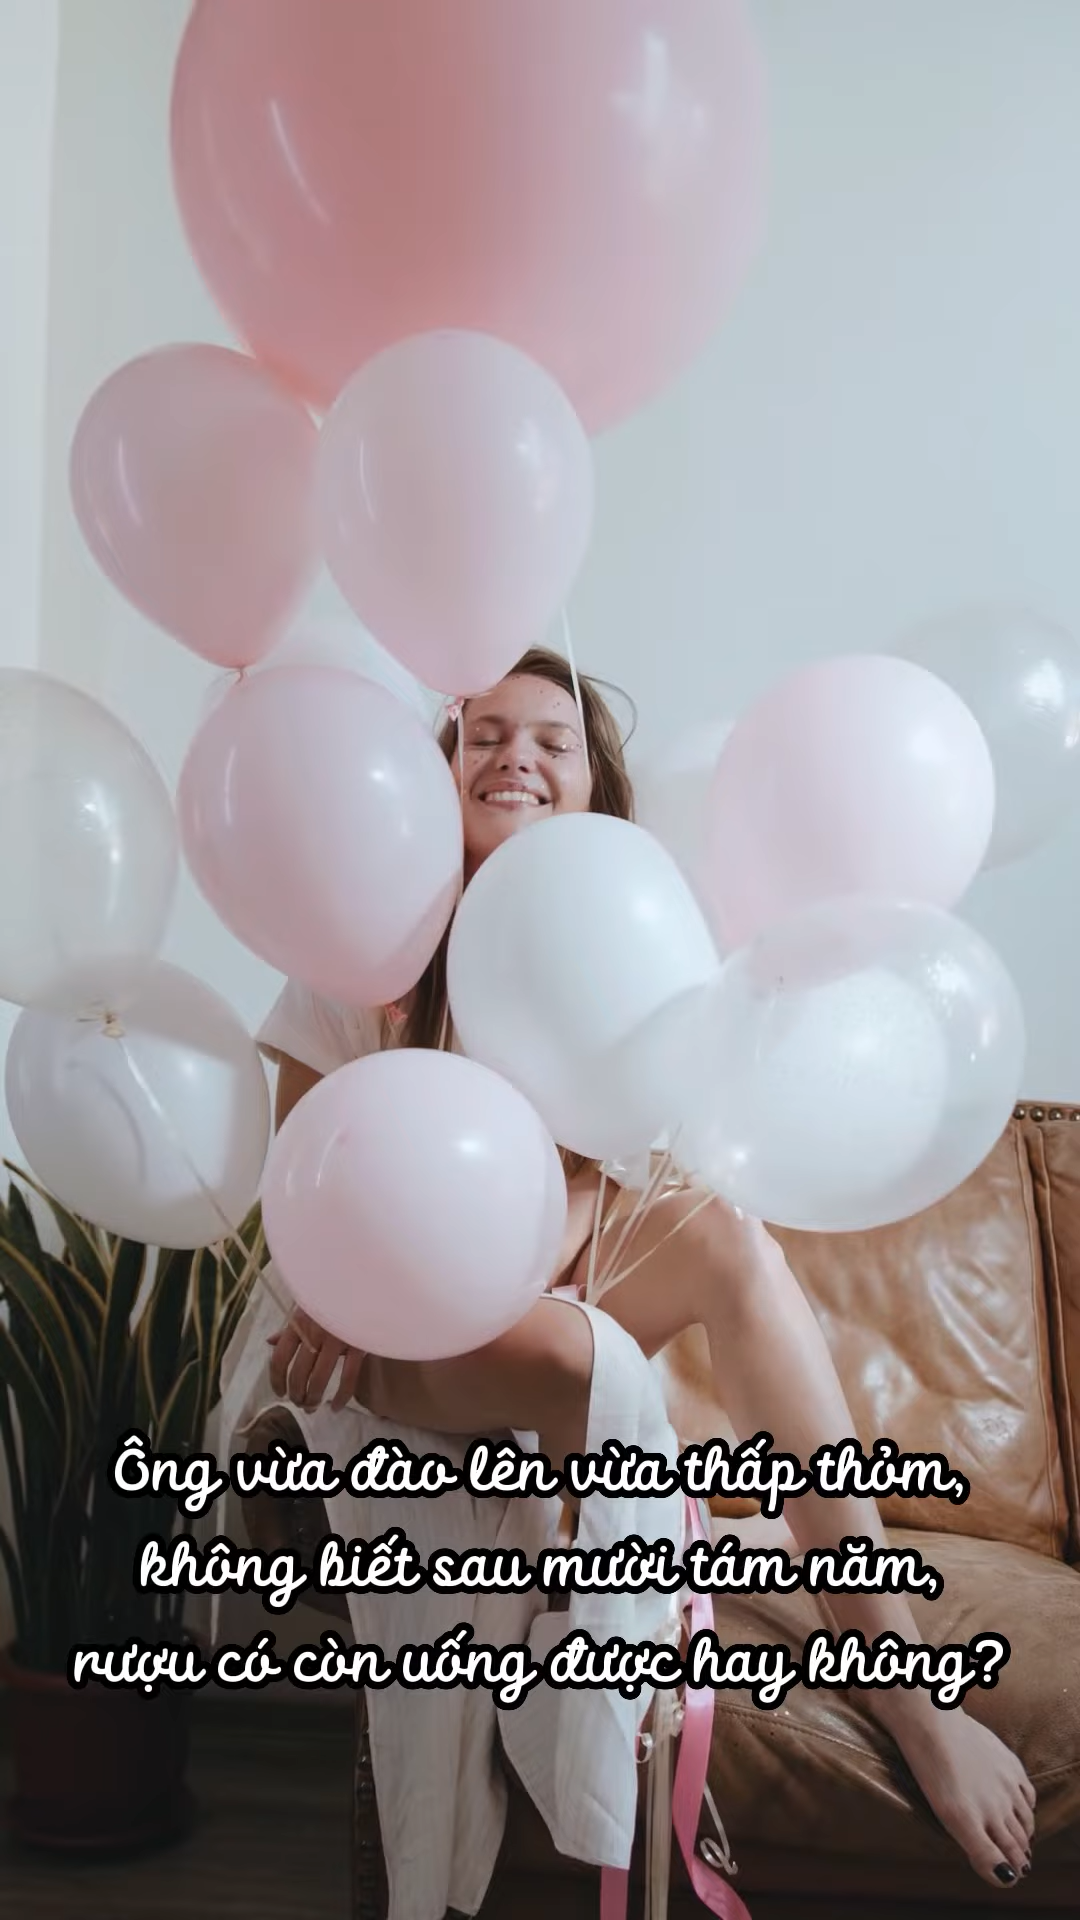 Ông vừa đào lên vừa thấp thỏm,
không biết sau mười tám năm,
rượu có còn uống được hay không?